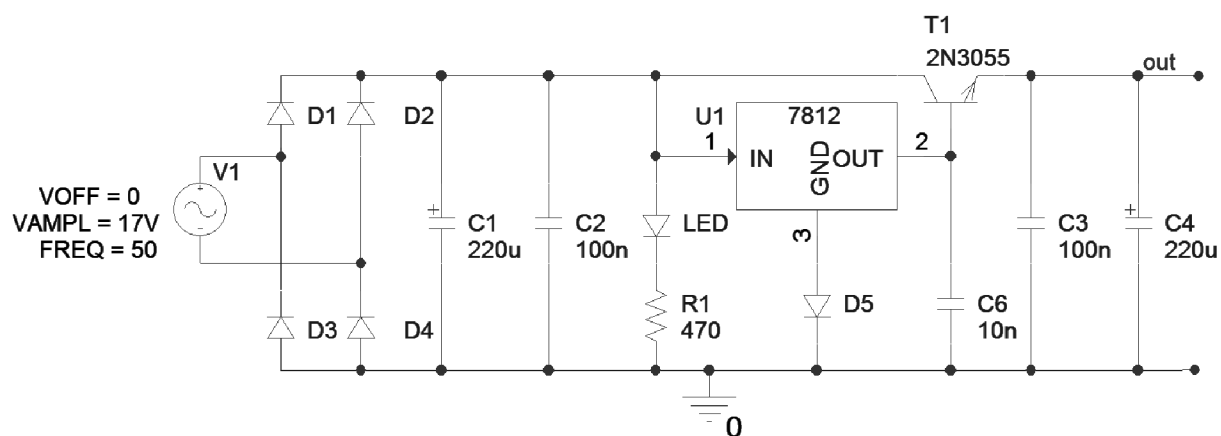 T1
2N3055
out
D1
D2
U1
7812
1
IN
GND
OUT
2
V1
VOFF = 0
VAMPL = 17V
FREQ = 50
+
C1
220u
C2
100n
LED
3
C3
100n
+
C4
220u
D3
D4
R1
470
D5
C6
10n
0